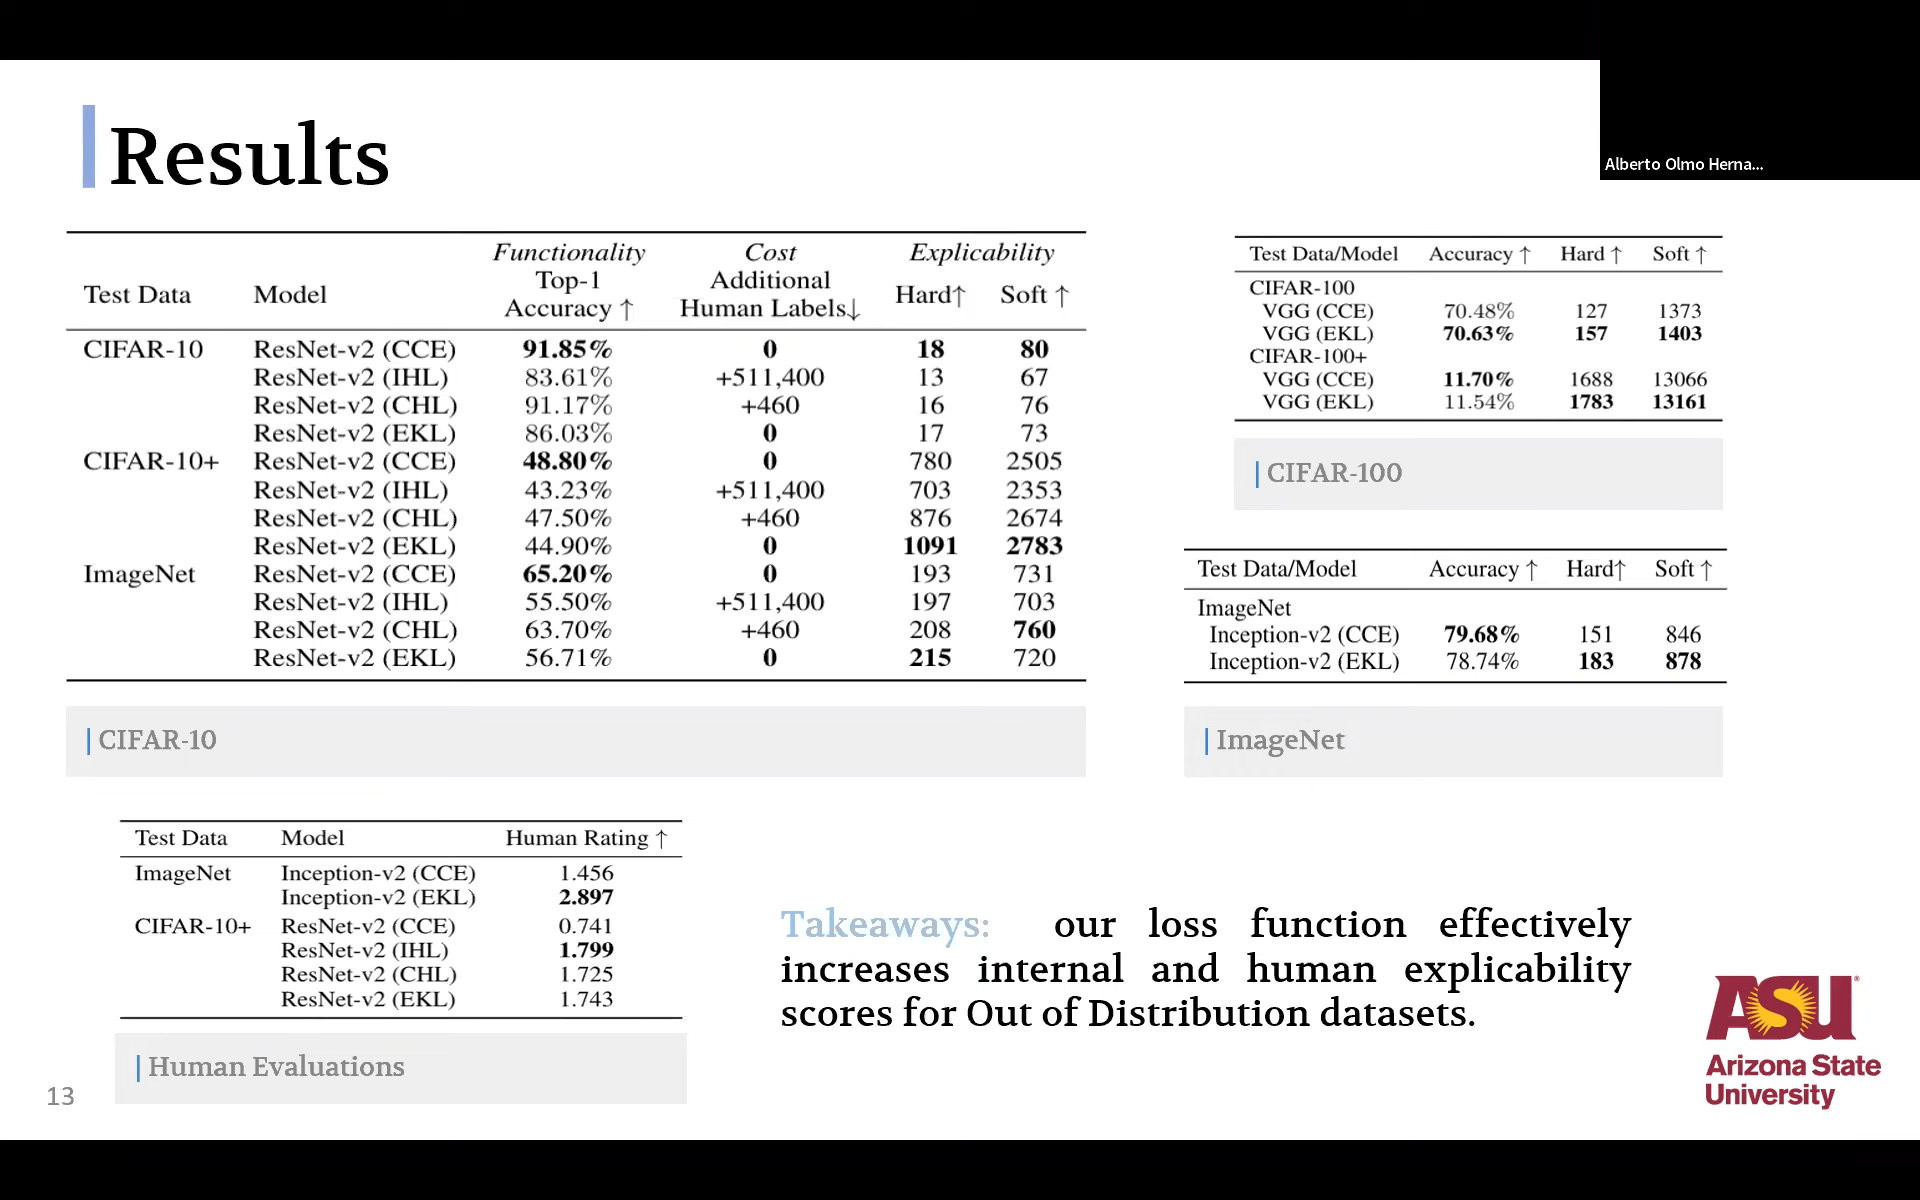 Alberto Olmo Herna...
Results
Functionality Cost Explicability
Top-1 Additional
Test Data Model Accuracy ↑ Human Labels↓ Hard↑ Soft ↑
CIFAR-10 ResNet-v2 (CCE) 91.85% 0 18 80
ResNet-v2 (IHL) 83.61% +511,400 13 67
ResNet-v2 (CHL) 91.17% +460 16 76
ResNet-v2 (EKL) 86.03% 0 17 73
CIFAR-10+ ResNet-v2 (CCE) 48.80% 0 780 2505
ResNet-v2 (IHL) 43.23% +511,400 703 2353
ResNet-v2 (CHL) 47.50% +460 876 2674
ResNet-v2 (EKL) 44.90% 0 1091 2783
ImageNet ResNet-v2 (CCE) 65.20% 0 193 731
ResNet-v2 (IHL) 55.50% +511,400 197 703
ResNet-v2 (CHL) 63.70% +460 208 760
ResNet-v2 (EKL) 56.71% 0 215 720
CIFAR-10
Test Data/Model Accuracy ↑ Hard ↑ Soft ↑
CIFAR-100
VGG (CCE) 70.48% 127 1373
VGG (EKL) 70.63% 157 1403
CIFAR-100+
VGG (CCE) 11.70% 1688 13066
VGG (EKL) 11.54% 1783 13161
CIFAR-100
Test Data/Model Accuracy ↑ Hard↑ Soft ↑
ImageNet
Inception-v2 (CCE) 79.68% 151 846
Inception-v2 (EKL) 78.74% 183 878
ImageNet
Test Data Model Human Rating ↑
ImageNet Inception-v2 (CCE) 1.456
Inception-v2 (EKL) 2.897
CIFAR-10+ ResNet-v2 (CCE) 0.741
ResNet-v2 (IHL) 1.799
ResNet-v2 (CHL) 1.725
ResNet-v2 (EKL) 1.743
Human Evaluations
Takeaways: our loss function effectively
increases internal and human explicability
scores for Out of Distribution datasets.
ASU
Arizona State
University
13